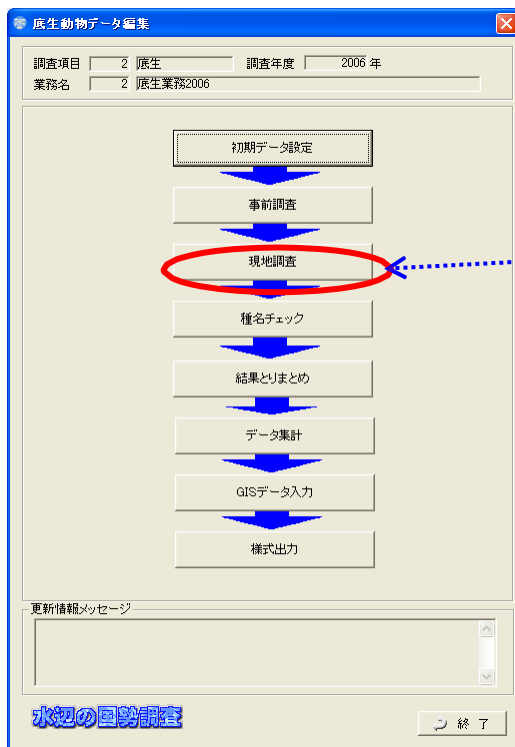 底生動物データ編集
調査項目 2 底生 調査年度 2006 年
業務名 2 底生業務2006
初期データ設定
事前調査
現地調査
種名チェック
結果とりまとめ
データ集計
GISデータ入力
様式出力
更新情報メッセージ
水辺の国勢調査
終了